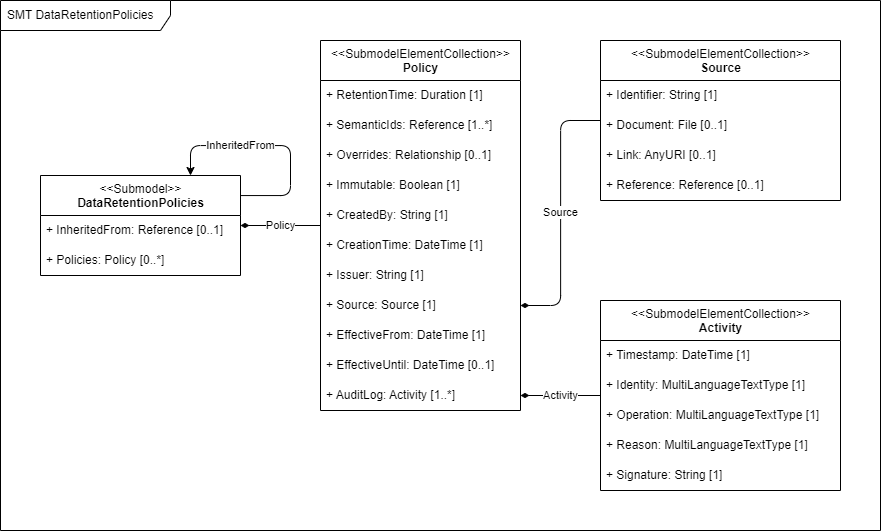 SMT DataRetentionPolicies
<<Submodel>>
DataRetentionPolicies
+ InheritedFrom: Reference [0..1]
+ Policies: Policy [0..*]
InheritedFrom
Policy
<<SubmodelElementCollection>>
Policy
+ RetentionTime: Duration [1]
+ SemanticIds: Reference [1..*]
+ Overrides: Relationship [0..1]
+ Immutable: Boolean [1]
+ CreatedBy: String [1]
+ CreationTime: DateTime [1]
+ Issuer: String [1]
+ Source: Source [1]
+ EffectiveFrom: DateTime [1]
+ EffectiveUntil: DateTime [0..1]
+ AuditLog: Activity [1..*]
Source
Activity
<<SubmodelElementCollection>>
Source
+ Identifier: String [1]
+ Document: File [0..1]
+ Link: AnyURI [0..1]
+ Reference: Reference [0..1]
<<SubmodelElementCollection>>
Activity
+ Timestamp: DateTime [1]
+ Identity: MultiLanguageTextType [1]
+ Operation: MultiLanguageTextType [1]
+ Reason: MultiLanguageTextType [1]
+ Signature: String [1]